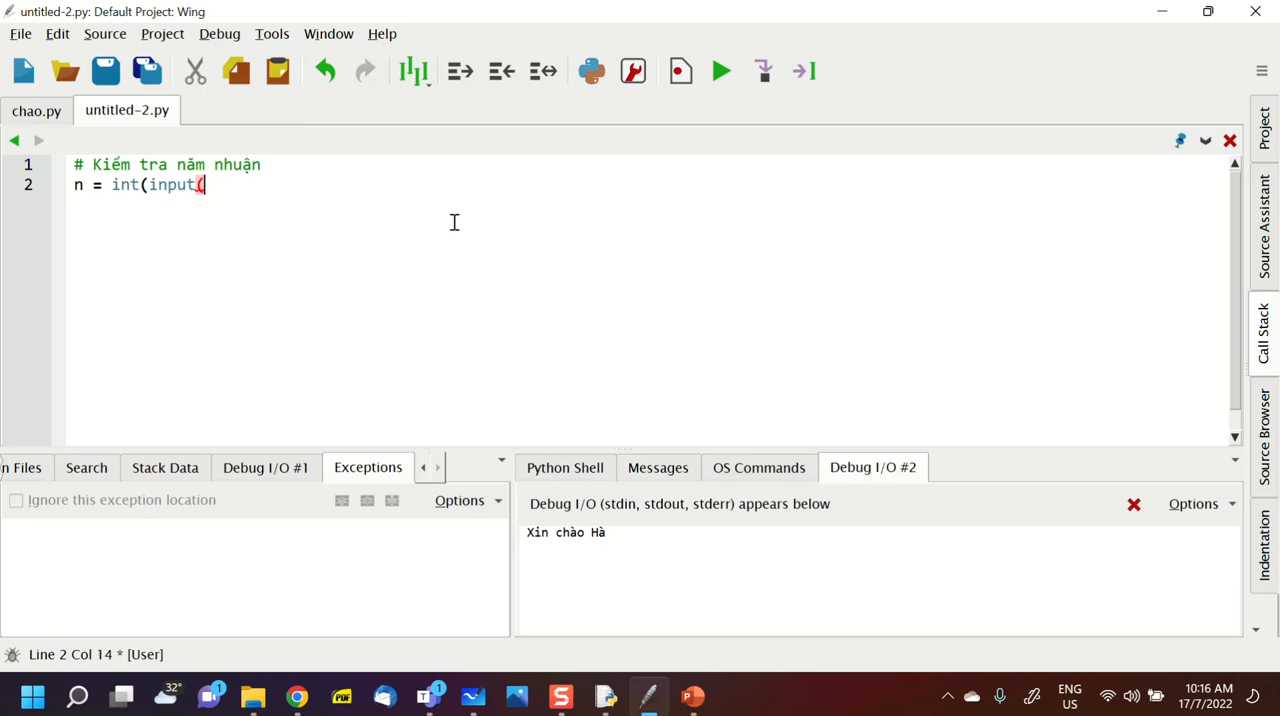 untitled-2.py: Default Project: Wing
File Edit Source Project Debug Tools Window Help
chao.py untitled-2.py
1 # Kiểm tra năm nhuận
2 n = int(input(
Project
Source Assistant
Call Stack
Source Browser
Indentation
n Files Search Stack Data Debug I/O #1 Exceptions
Python Shell Messages OS Commands Debug I/O #2
Ignore this exception location Options
Debug I/O (stdin, stdout, stderr) appears below Options
Xin chào Hà
Line 2 Col 14 * [User]
32°
1
PDF
T
1
S
P
ENG
US
10:16 AM
17/7/2022